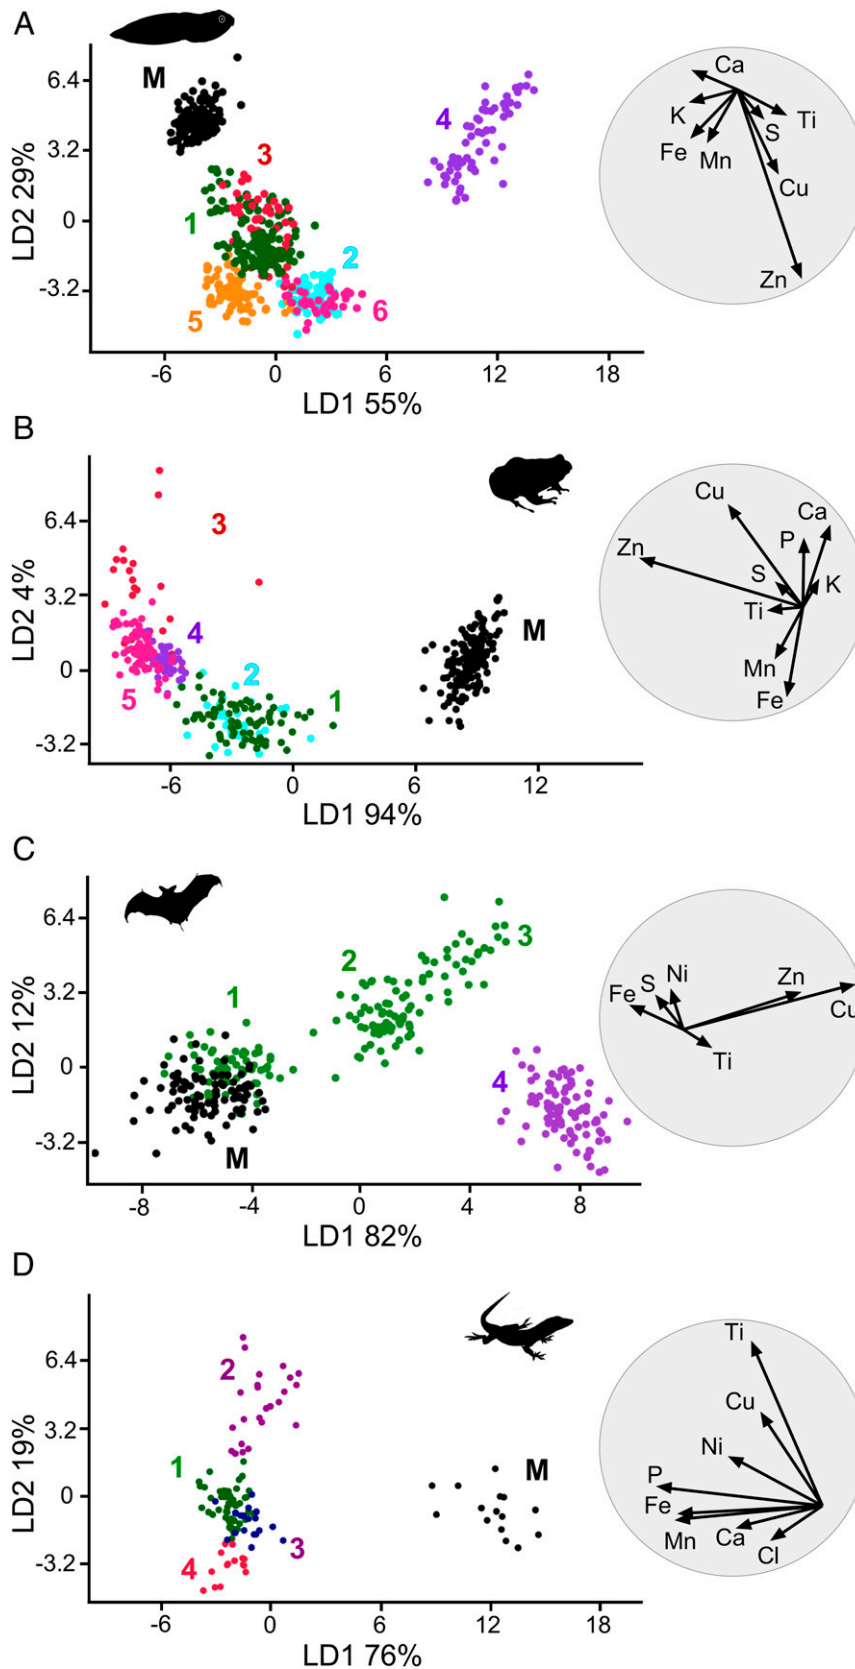 A
M
4
3
1
2
5
6
6.4
3.2
0
-3.2
LD2 29%
-6 0 6 12 18
LD1 55%
Ca
K
S
Ti
Fe
Mn
Cu
Zn
B
3
4
2
M
5
1
6.4
3.2
0
-3.2
LD2 4%
-6 0 6 12
LD1 94%
Cu
Ca
P
Zn
S
K
Ti
Mn
Fe
C
2
3
1
4
M
6.4
3.2
0
-3.2
LD2 12%
-8 -4 0 4 8
LD1 82%
Fe
S
Ni
Zn
Cu
Ti
D
2
1
M
3
4
6.4
3.2
0
-3.2
LD2 19%
-6 0 6 12 18
LD1 76%
Ti
Cu
Ni
P
Fe
Mn
Ca
Cl